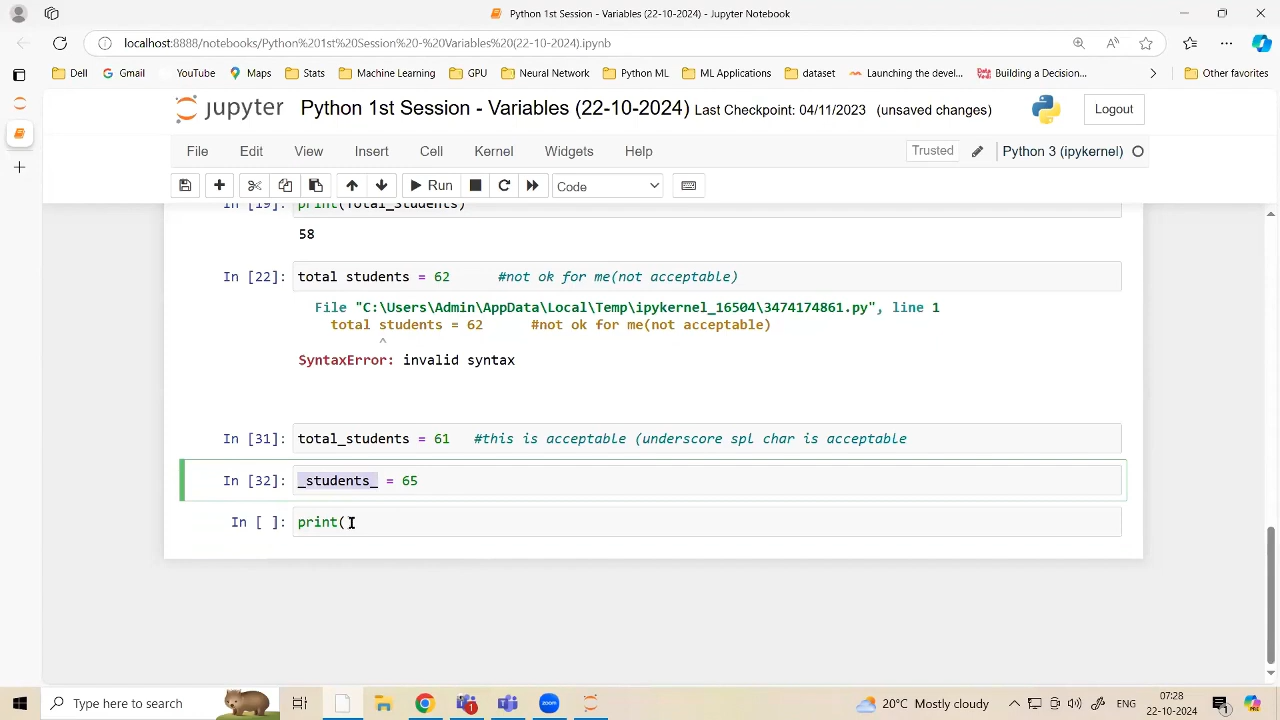 Python 1st Session - Variables (22-10-2024) - Jupyter Notebook
localhost:8888/notebooks/Python%201st%20Session%20-%20Variables%20(22-10-2024).ipynb
Dell Gmail YouTube Maps Stats Machine Learning GPU Neural Network Python ML ML Applications dataset Launching the devel... Building a Decision... Other favorites
jupyter Python 1st Session - Variables (22-10-2024) Last Checkpoint: 04/11/2023 (unsaved changes) Logout
File Edit View Insert Cell Kernel Widgets Help Trusted Python 3 (ipykernel)
Run Code
In [19]: print(Total_Students)
58
In [22]: total students = 62 #not ok for me(not acceptable)
File "C:\Users\Admin\AppData\Local\Temp\ipykernel_16504\3474174861.py", line 1
total students = 62 #not ok for me(not acceptable)
^
SyntaxError: invalid syntax
In [31]: total_students = 61 #this is acceptable (underscore spl char is acceptable
In [32]: _students_ = 65
In [ ]: print(
Type here to search 1 zoom 20°C Mostly cloudy ENG 07:28
22-10-2024